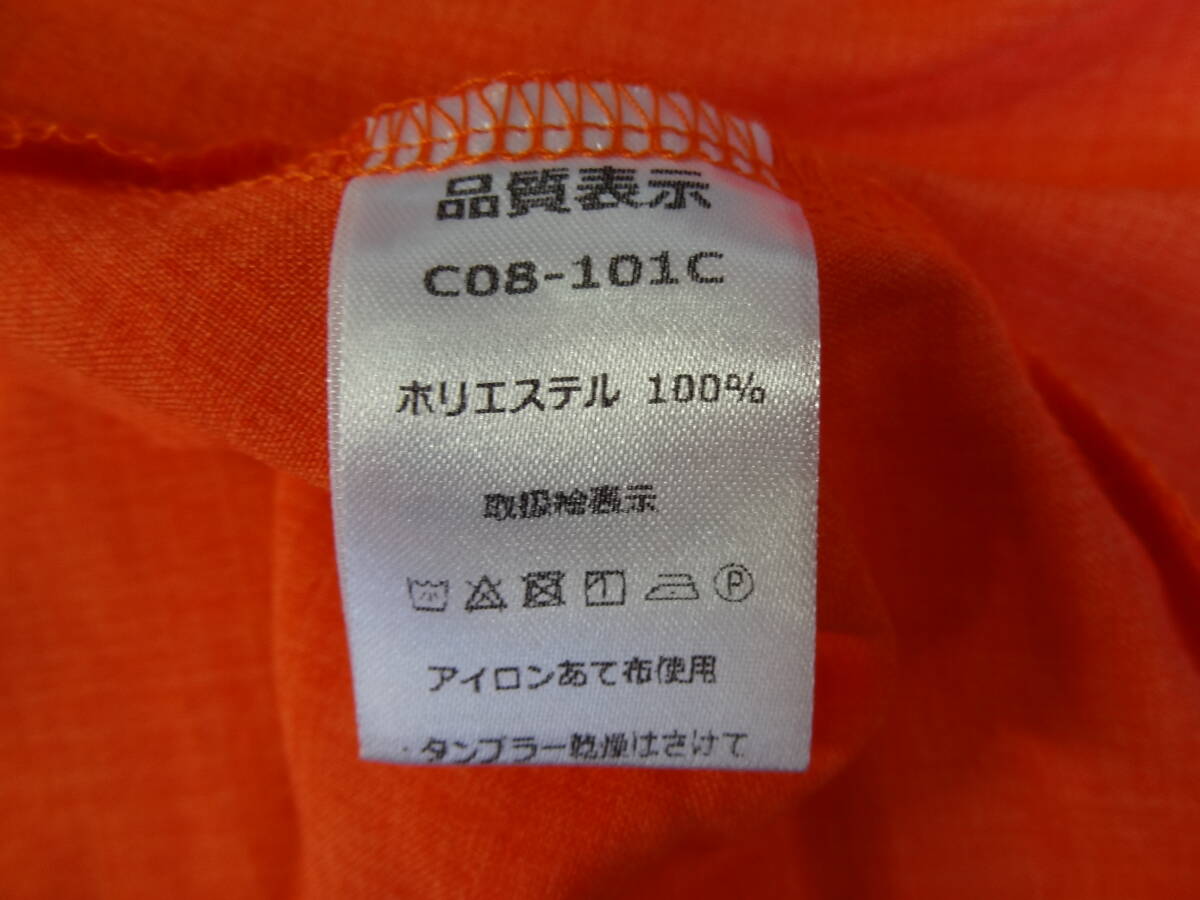 品質表示
C08-101C
ポリエステル 100%
取扱絵表示
P
アイロンあて布使用
・タンブラー乾燥はさけて